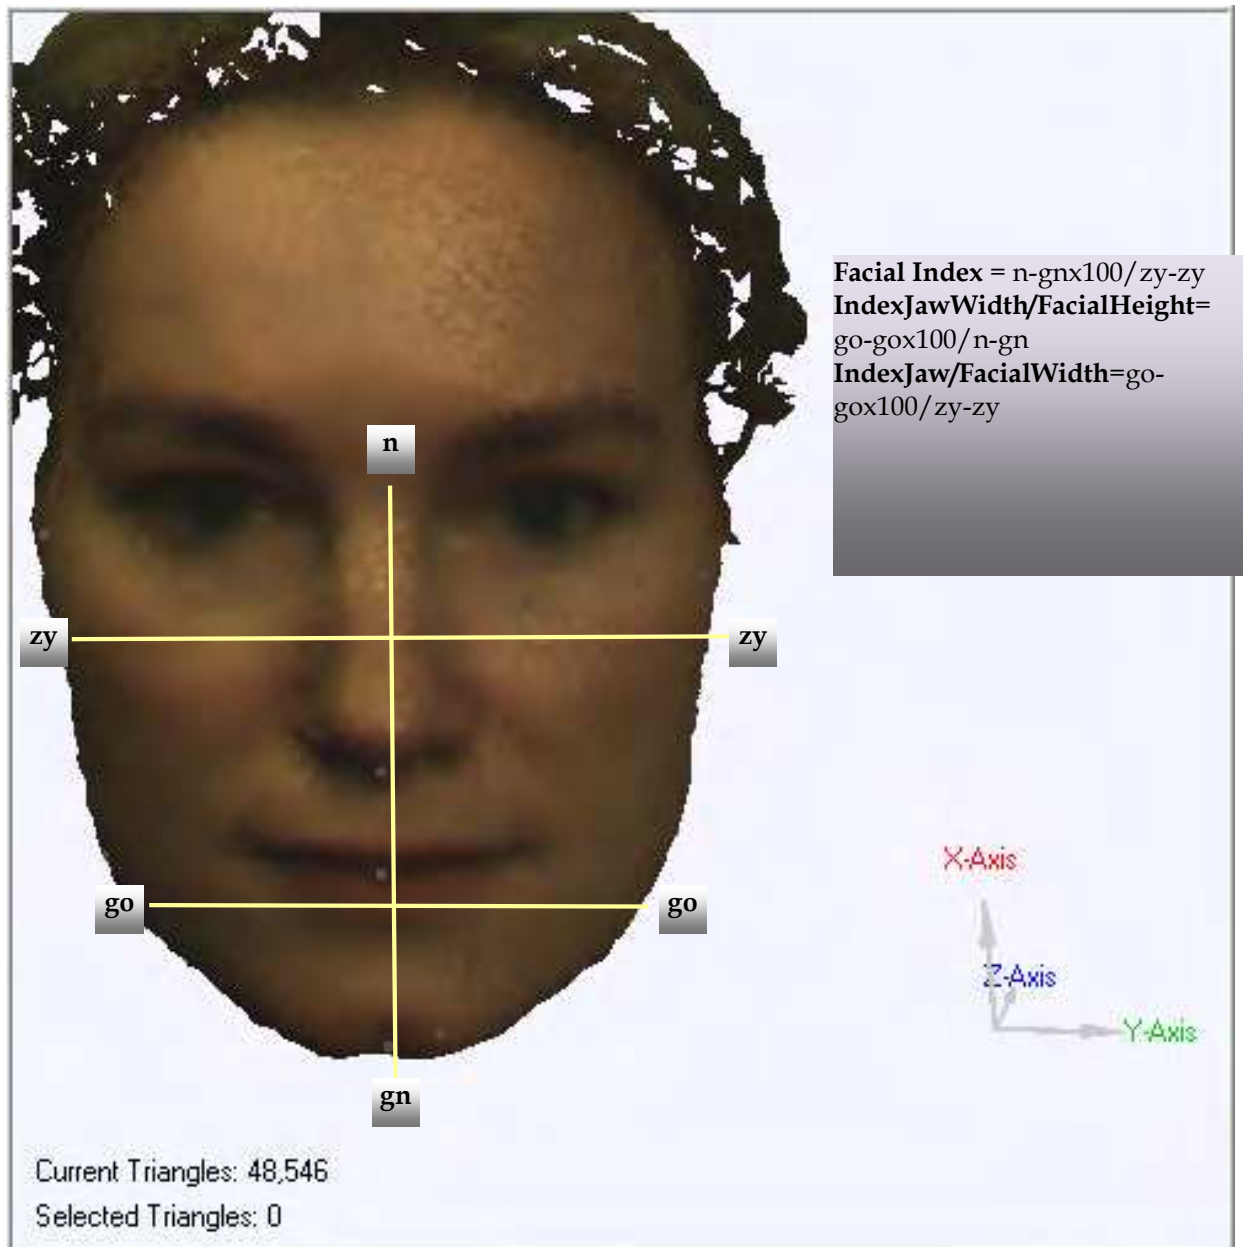 Facial Index = n-gnx100/zy-zy
IndexJawWidth/FacialHeight=
go-gox100/n-gn
IndexJaw/FacialWidth=go-
gox100/zy-zy
n
zy
zy
go
go
gn
X-Axis
Z-Axis
Y-Axis
Current Triangles: 48,546
Selected Triangles: 0